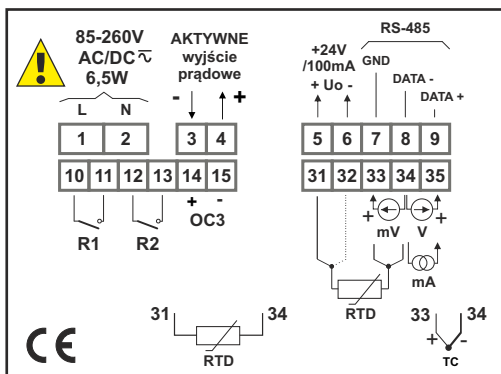 85-260V
AC/DC
6,5W
L N
AKTYWNE
wyjście
prądowe
- +
1 2 3 4
10 11 12 13 14 15
R1 R2
+ -
OC3
RS-485
+24V
/100mA
+ Uo -
GND
DATA -
DATA +
5 6 7 8 9
31 32 33 34 35
+ +
mV V
mA
RTD
31 34
RTD
33 34
+ -
TC
CE